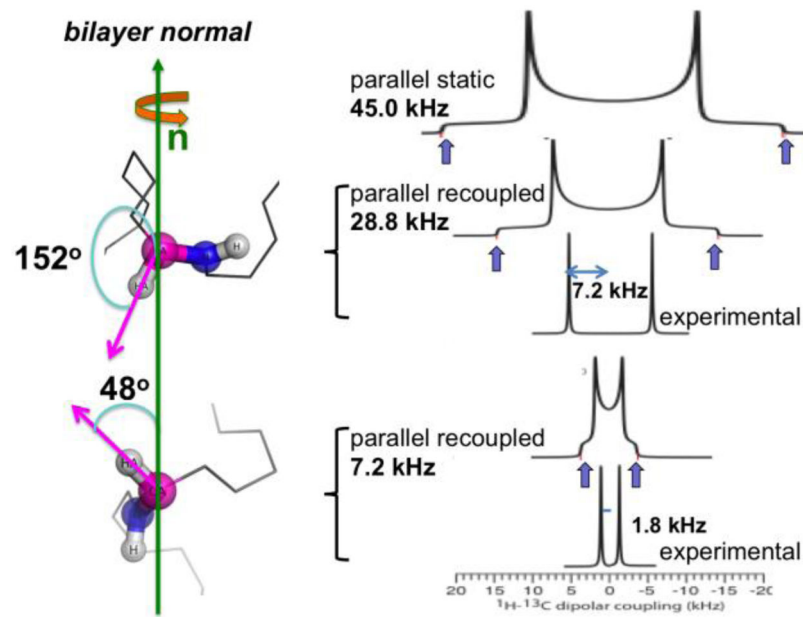 bilayer normal
n
152º
HA
H
48º
HA
H
parallel static
45.0 kHz
parallel recoupled
28.8 kHz
7.2 kHz
experimental
parallel recoupled
7.2 kHz
1.8 kHz
experimental
20 15 10 5 0 -5 -10 -15 -20
¹H-¹³C dipolar coupling (kHz)